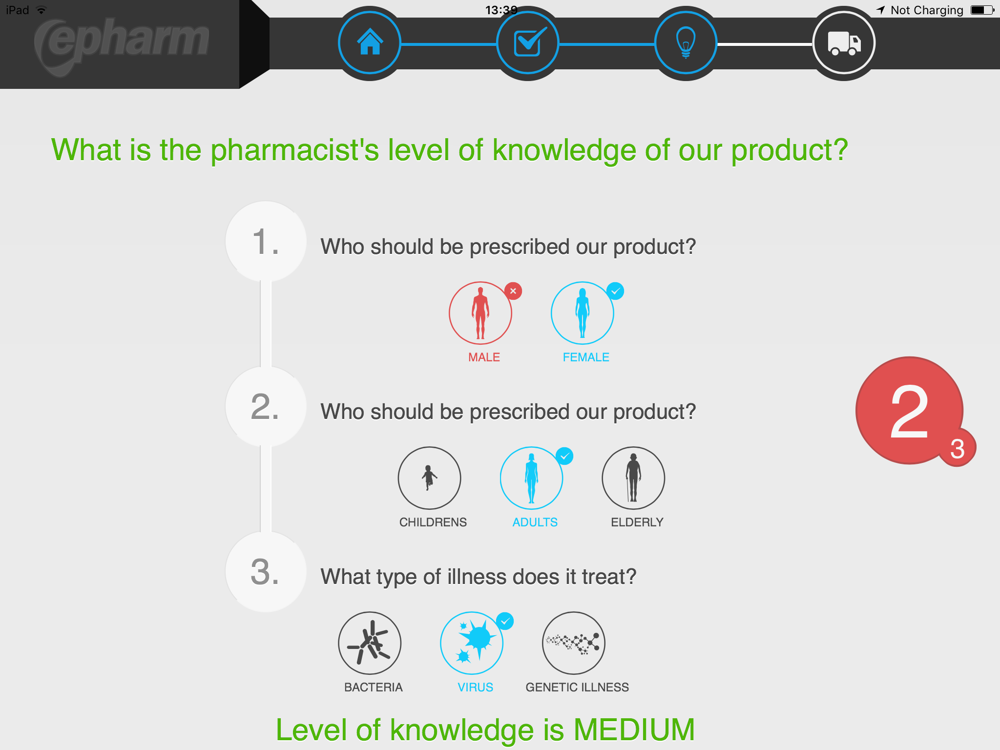 iPad 13:39 Not Charging
epharm
What is the pharmacist's level of knowledge of our product?
1. Who should be prescribed our product?
MALE FEMALE
2. Who should be prescribed our product?
2
3
CHILDRENS ADULTS ELDERLY
3. What type of illness does it treat?
BACTERIA VIRUS GENETIC ILLNESS
Level of knowledge is MEDIUM